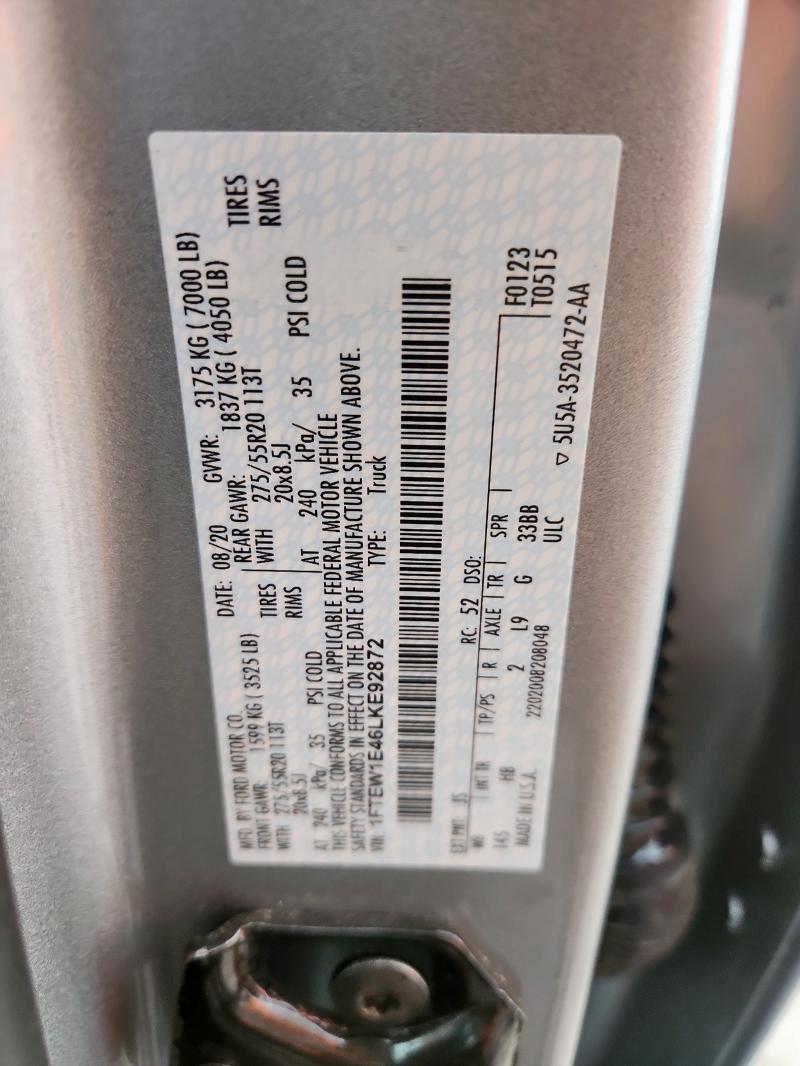 MFD. BY FORD MOTOR CO.
DATE: 08/20 GVWR: 3175 KG ( 7000 LB)
FRONT GAWR: 1599 KG ( 3525 LB) REAR GAWR: 1837 KG ( 4050 LB)
WITH 275/55R20 113T TIRES WITH 275/55R20 113T TIRES
20x8.5J RIMS 20x8.5J RIMS
AT 240 kPa/ 35 PSI COLD AT 240 kPa/ 35 PSI COLD
THIS VEHICLE CONFORMS TO ALL APPLICABLE FEDERAL MOTOR VEHICLE
SAFETY STANDARDS IN EFFECT ON THE DATE OF MANUFACTURE SHOWN ABOVE.
VIN: 1FTEW1E46LKE92872 TYPE: Truck
EXT PNT: JS RC: 52 DSO:
WB INT TR TP/PS R AXLE TR SPR F0123
145 HB 2 L9 G 33BB T0515
MADE IN U.S.A. 2202008208048 ULC ▽ 5U5A-3520472-AA